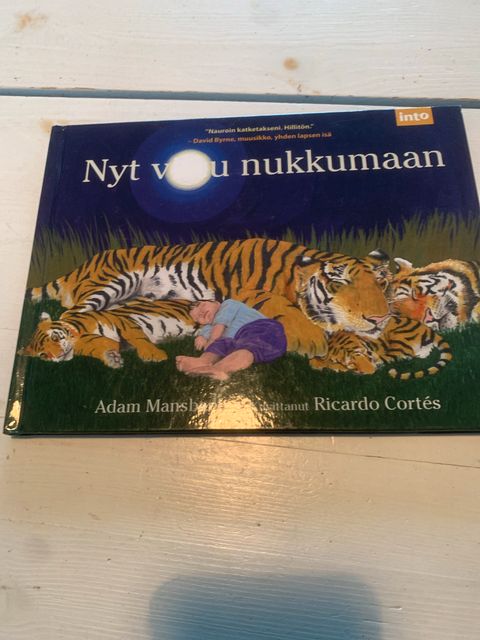 into
"Nauroin katketakseni. Hillitön."
– David Byrne, muusikko, yhden lapsen isä
Nyt v u nukkumaan
Adam Ricardo Cortés